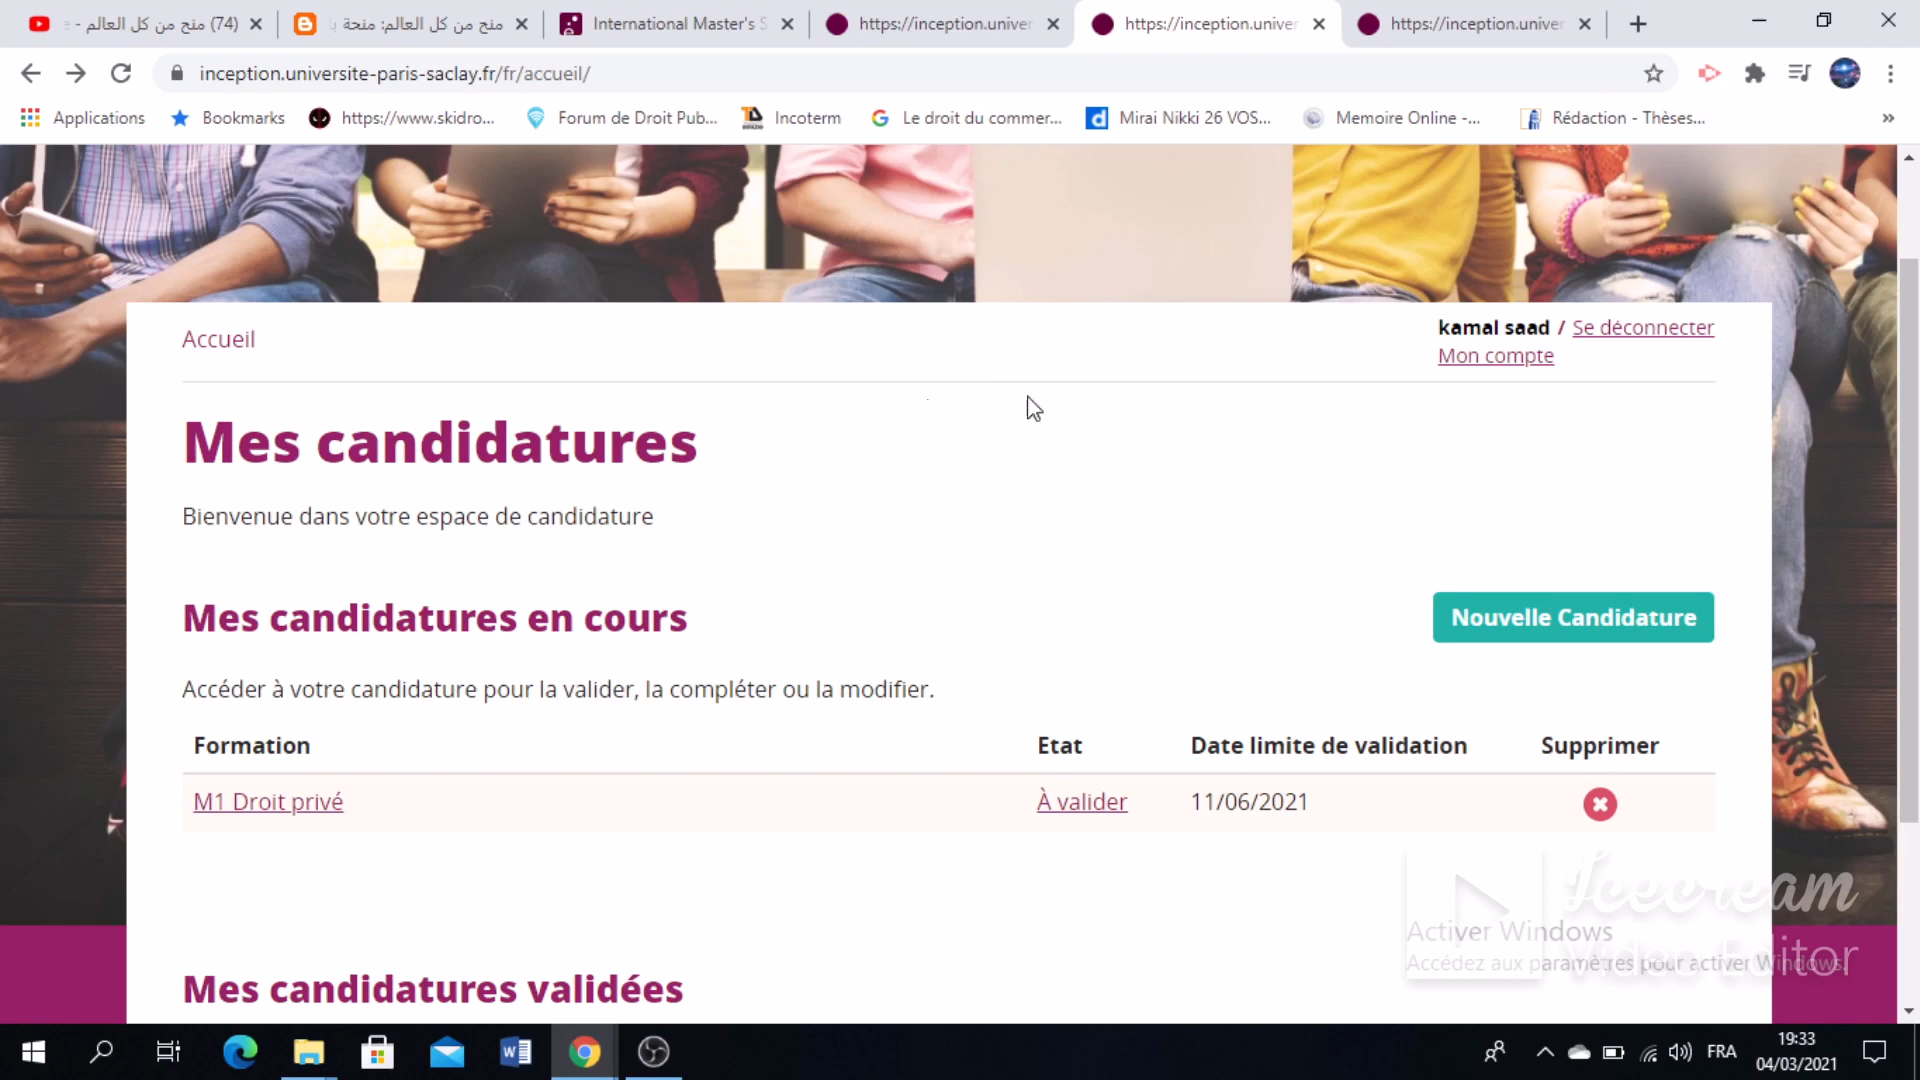 (74) منح من كل العالم -
منح من كل العالم: منحة با
International Master's S
https://inception.univer
https://inception.univer
https://inception.univer
inception.universite-paris-saclay.fr/fr/accueil/
Applications
Bookmarks
https://www.skidro...
Forum de Droit Pub...
Incoterm
Le droit du commer...
Mirai Nikki 26 VOS...
Memoire Online -...
Rédaction - Thèses...
»
Accueil
kamal saad / Se déconnecter
Mon compte
Mes candidatures
Bienvenue dans votre espace de candidature
Mes candidatures en cours
Nouvelle Candidature
Accéder à votre candidature pour la valider, la compléter ou la modifier.
Formation Etat Date limite de validation Supprimer
M1 Droit privé À valider 11/06/2021
Icecream
Video Editor
Activer Windows
Accédez aux paramètres pour activer Windows.
Mes candidatures validées
FRA
19:33
04/03/2021